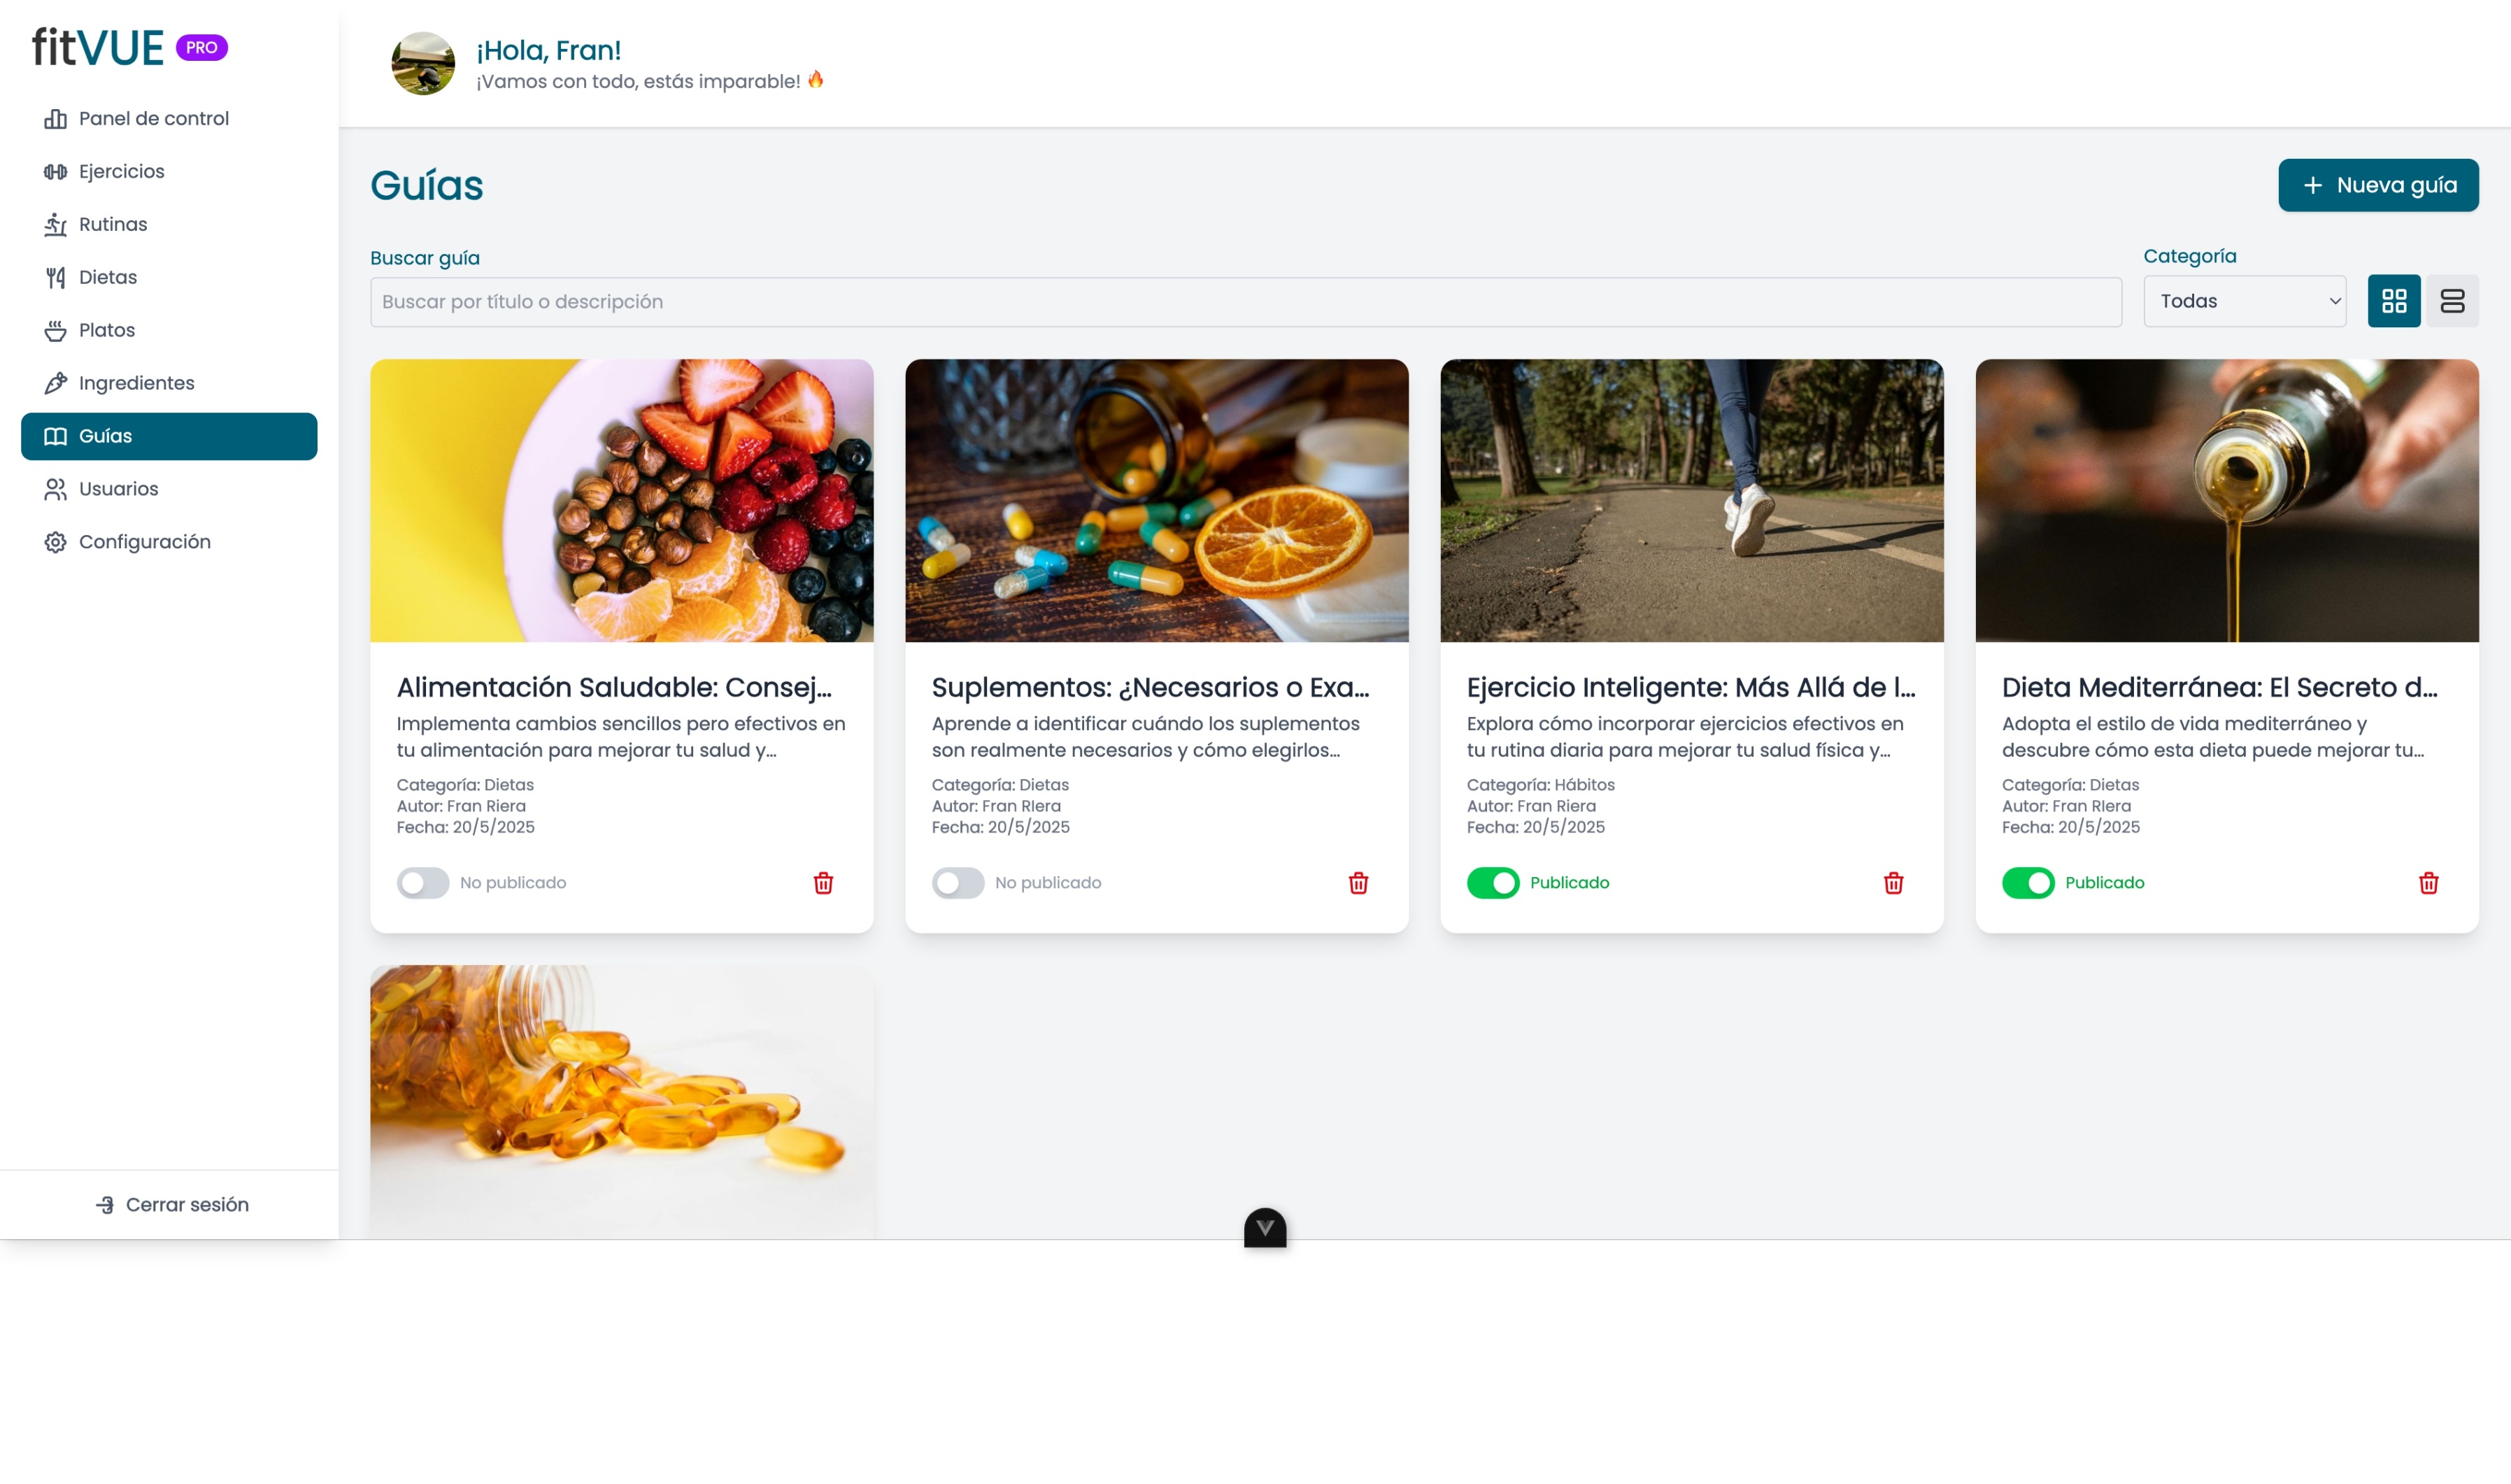 fitVUE PRO
Panel de control
Ejercicios
Rutinas
Dietas
Platos
Ingredientes
Guías
Usuarios
Configuración
Cerrar sesión
¡Hola, Fran!
¡Vamos con todo, estás imparable! 🔥
Guías
+ Nueva guía
Buscar guía
Buscar por título o descripción
Categoría
Todas
Alimentación Saludable: Consej...
Implementa cambios sencillos pero efectivos en
tu alimentación para mejorar tu salud y...
Categoría: Dietas
Autor: Fran Riera
Fecha: 20/5/2025
No publicado
Suplementos: ¿Necesarios o Exa...
Aprende a identificar cuándo los suplementos
son realmente necesarios y cómo elegirlos...
Categoría: Dietas
Autor: Fran RIera
Fecha: 20/5/2025
No publicado
Ejercicio Inteligente: Más Allá de l...
Explora cómo incorporar ejercicios efectivos en
tu rutina diaria para mejorar tu salud física y...
Categoría: Hábitos
Autor: Fran Riera
Fecha: 20/5/2025
Publicado
Dieta Mediterránea: El Secreto d...
Adopta el estilo de vida mediterráneo y
descubre cómo esta dieta puede mejorar tu...
Categoría: Dietas
Autor: Fran RIera
Fecha: 20/5/2025
Publicado